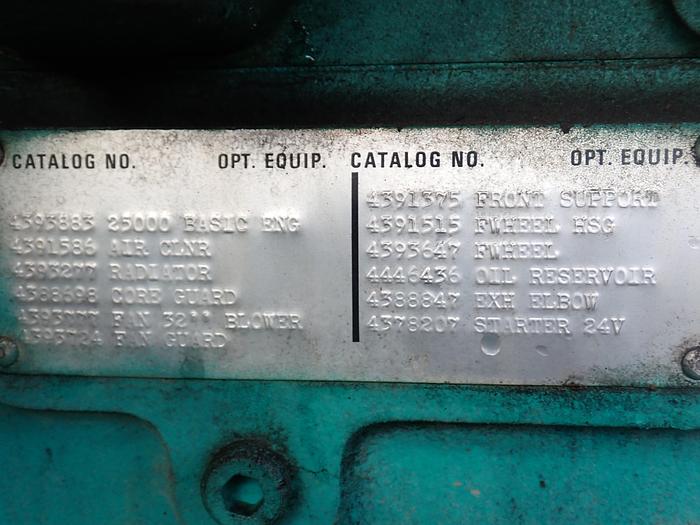 CATALOG NO. OPT. EQUIP.
4393883 25000 BASIC ENG
4391586 AIR CLNR
4393277 RADIATOR
4388698 CORE GUARD
FAN 32'' BLOWER
FAN GUARD
CATALOG NO. OPT. EQUIP.
4391375 FRONT SUPPORT
4391515 FWHEEL HSG
4393647 FWHEEL
4446436 OIL RESERVOIR
4388847 EXH ELBOW
4378207 STARTER 24V